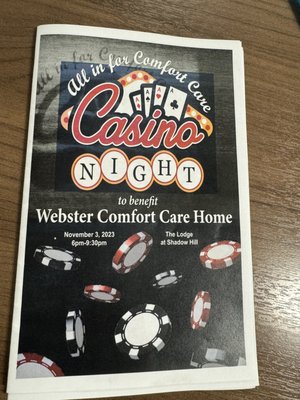 All in for Comfort Care
Casino
NIGHT
to benefit
Webster Comfort Care Home
November 3, 2023
6pm-9:30pm
The Lodge
at Shadow Hill